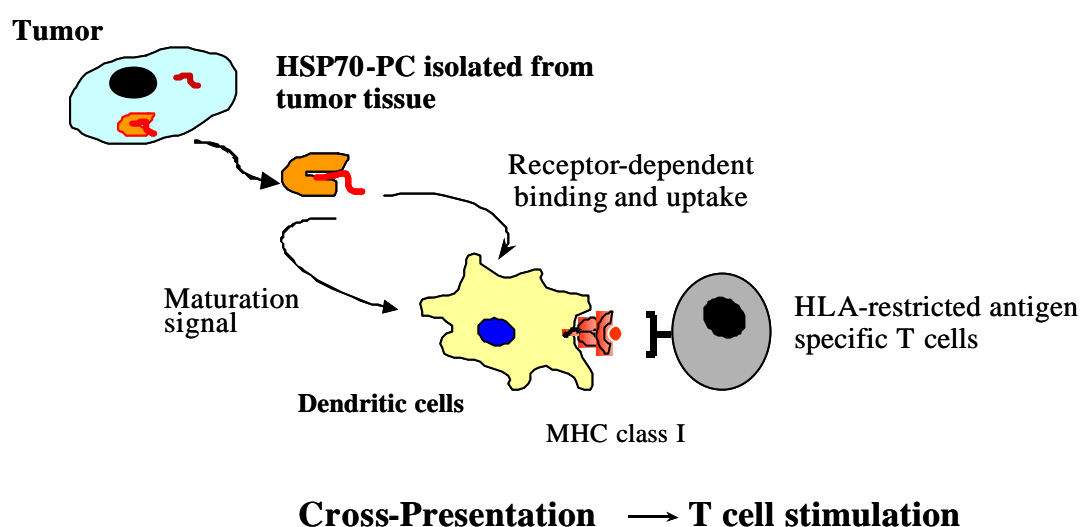 Tumor
HSP70-PC isolated from
tumor tissue
Receptor-dependent
binding and uptake
Maturation
signal
HLA-restricted antigen
specific T cells
Dendritic cells
MHC class I
Cross-Presentation → T cell stimulation